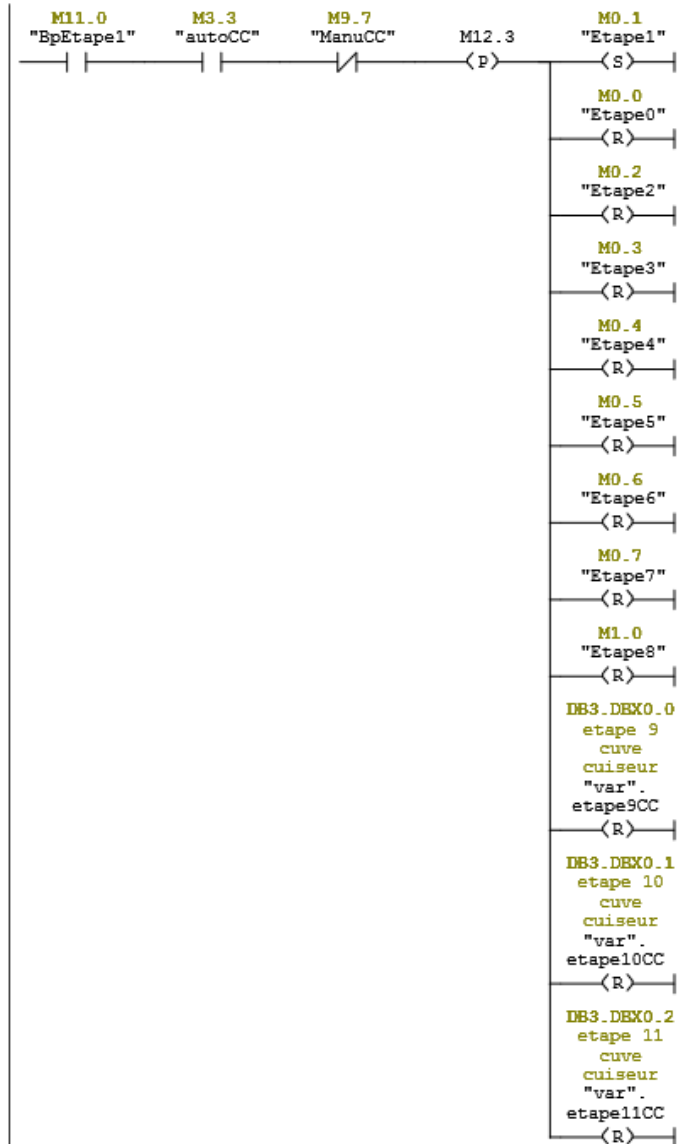 M11.0 M3.3 M9.7 M0.1
"BpEtape1" "autoCC" "ManuCC" M12.3 "Etape1"
P S
M0.0
"Etape0"
R
M0.2
"Etape2"
R
M0.3
"Etape3"
R
M0.4
"Etape4"
R
M0.5
"Etape5"
R
M0.6
"Etape6"
R
M0.7
"Etape7"
R
M1.0
"Etape8"
R
DB3.DBX0.0
etape 9
cuve
cuiseur
"var".
etape9CC
R
DB3.DBX0.1
etape 10
cuve
cuiseur
"var".
etape10CC
R
DB3.DBX0.2
etape 11
cuve
cuiseur
"var".
etape11CC
R